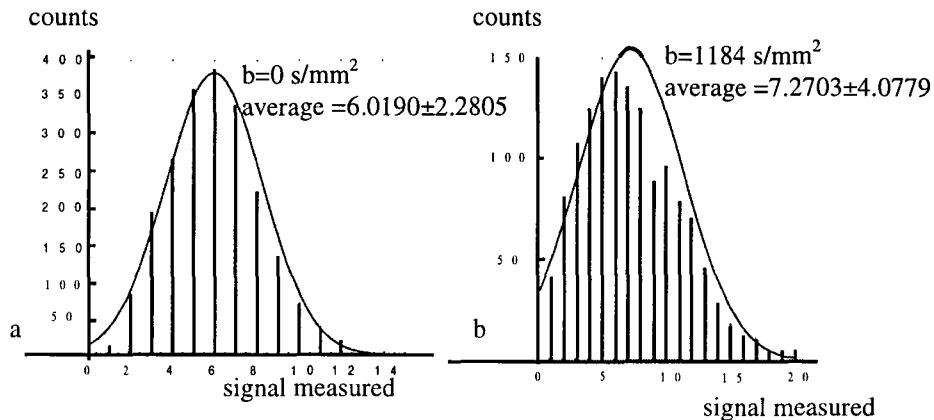 counts
400
350
300
250
200
150
100
50
b=0 s/mm²
average =6.0190±2.2805
a
0 2 4 6 8 10 12 14
signal measured
counts
150
100
50
b=1184 s/mm²
average =7.2703±4.0779
b
0 5 10 15 20
signal measured